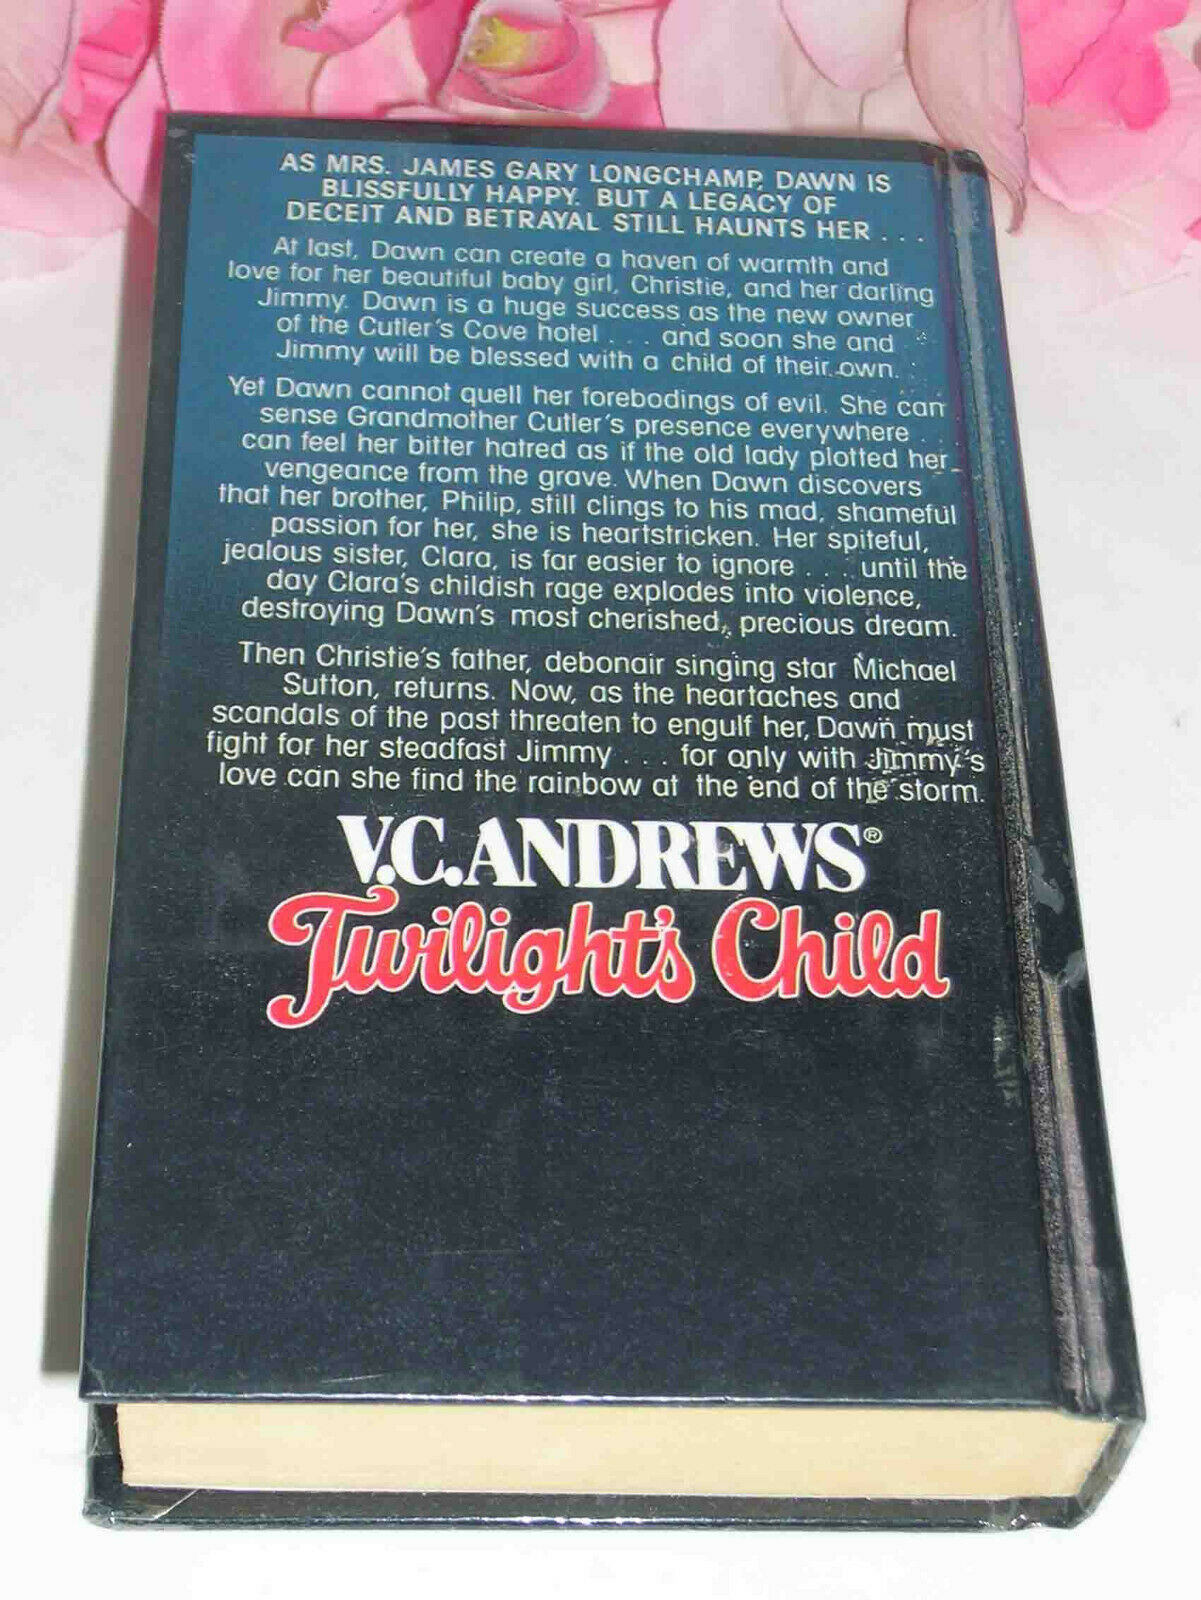 AS MRS. JAMES GARY LONGCHAMP, DAWN IS
BLISSFULLY HAPPY. BUT A LEGACY OF
DECEIT AND BETRAYAL STILL HAUNTS HER . . .
At last, Dawn can create a haven of warmth and
love for her beautiful baby girl, Christie, and her darling
Jimmy. Dawn is a huge success as the new owner
of the Cutler's Cove hotel . . . and soon she and
Jimmy will be blessed with a child of their own.
Yet Dawn cannot quell her forebodings of evil. She can
sense Grandmother Cutler's presence everywhere . . .
can feel her bitter hatred as if the old lady plotted her
vengeance from the grave. When Dawn discovers
that her brother, Philip, still clings to his mad, shameful
passion for her, she is heartstricken. Her spiteful,
jealous sister, Clara, is far easier to ignore . . . until the
day Clara's childish rage explodes into violence,
destroying Dawn's most cherished, precious dream.
Then Christie's father, debonair singing star Michael
Sutton, returns. Now, as the heartaches and
scandals of the past threaten to engulf her, Dawn must
fight for her steadfast Jimmy . . . for only with Jimmy's
love can she find the rainbow at the end of the storm.
V.C. ANDREWS®
Twilight's Child